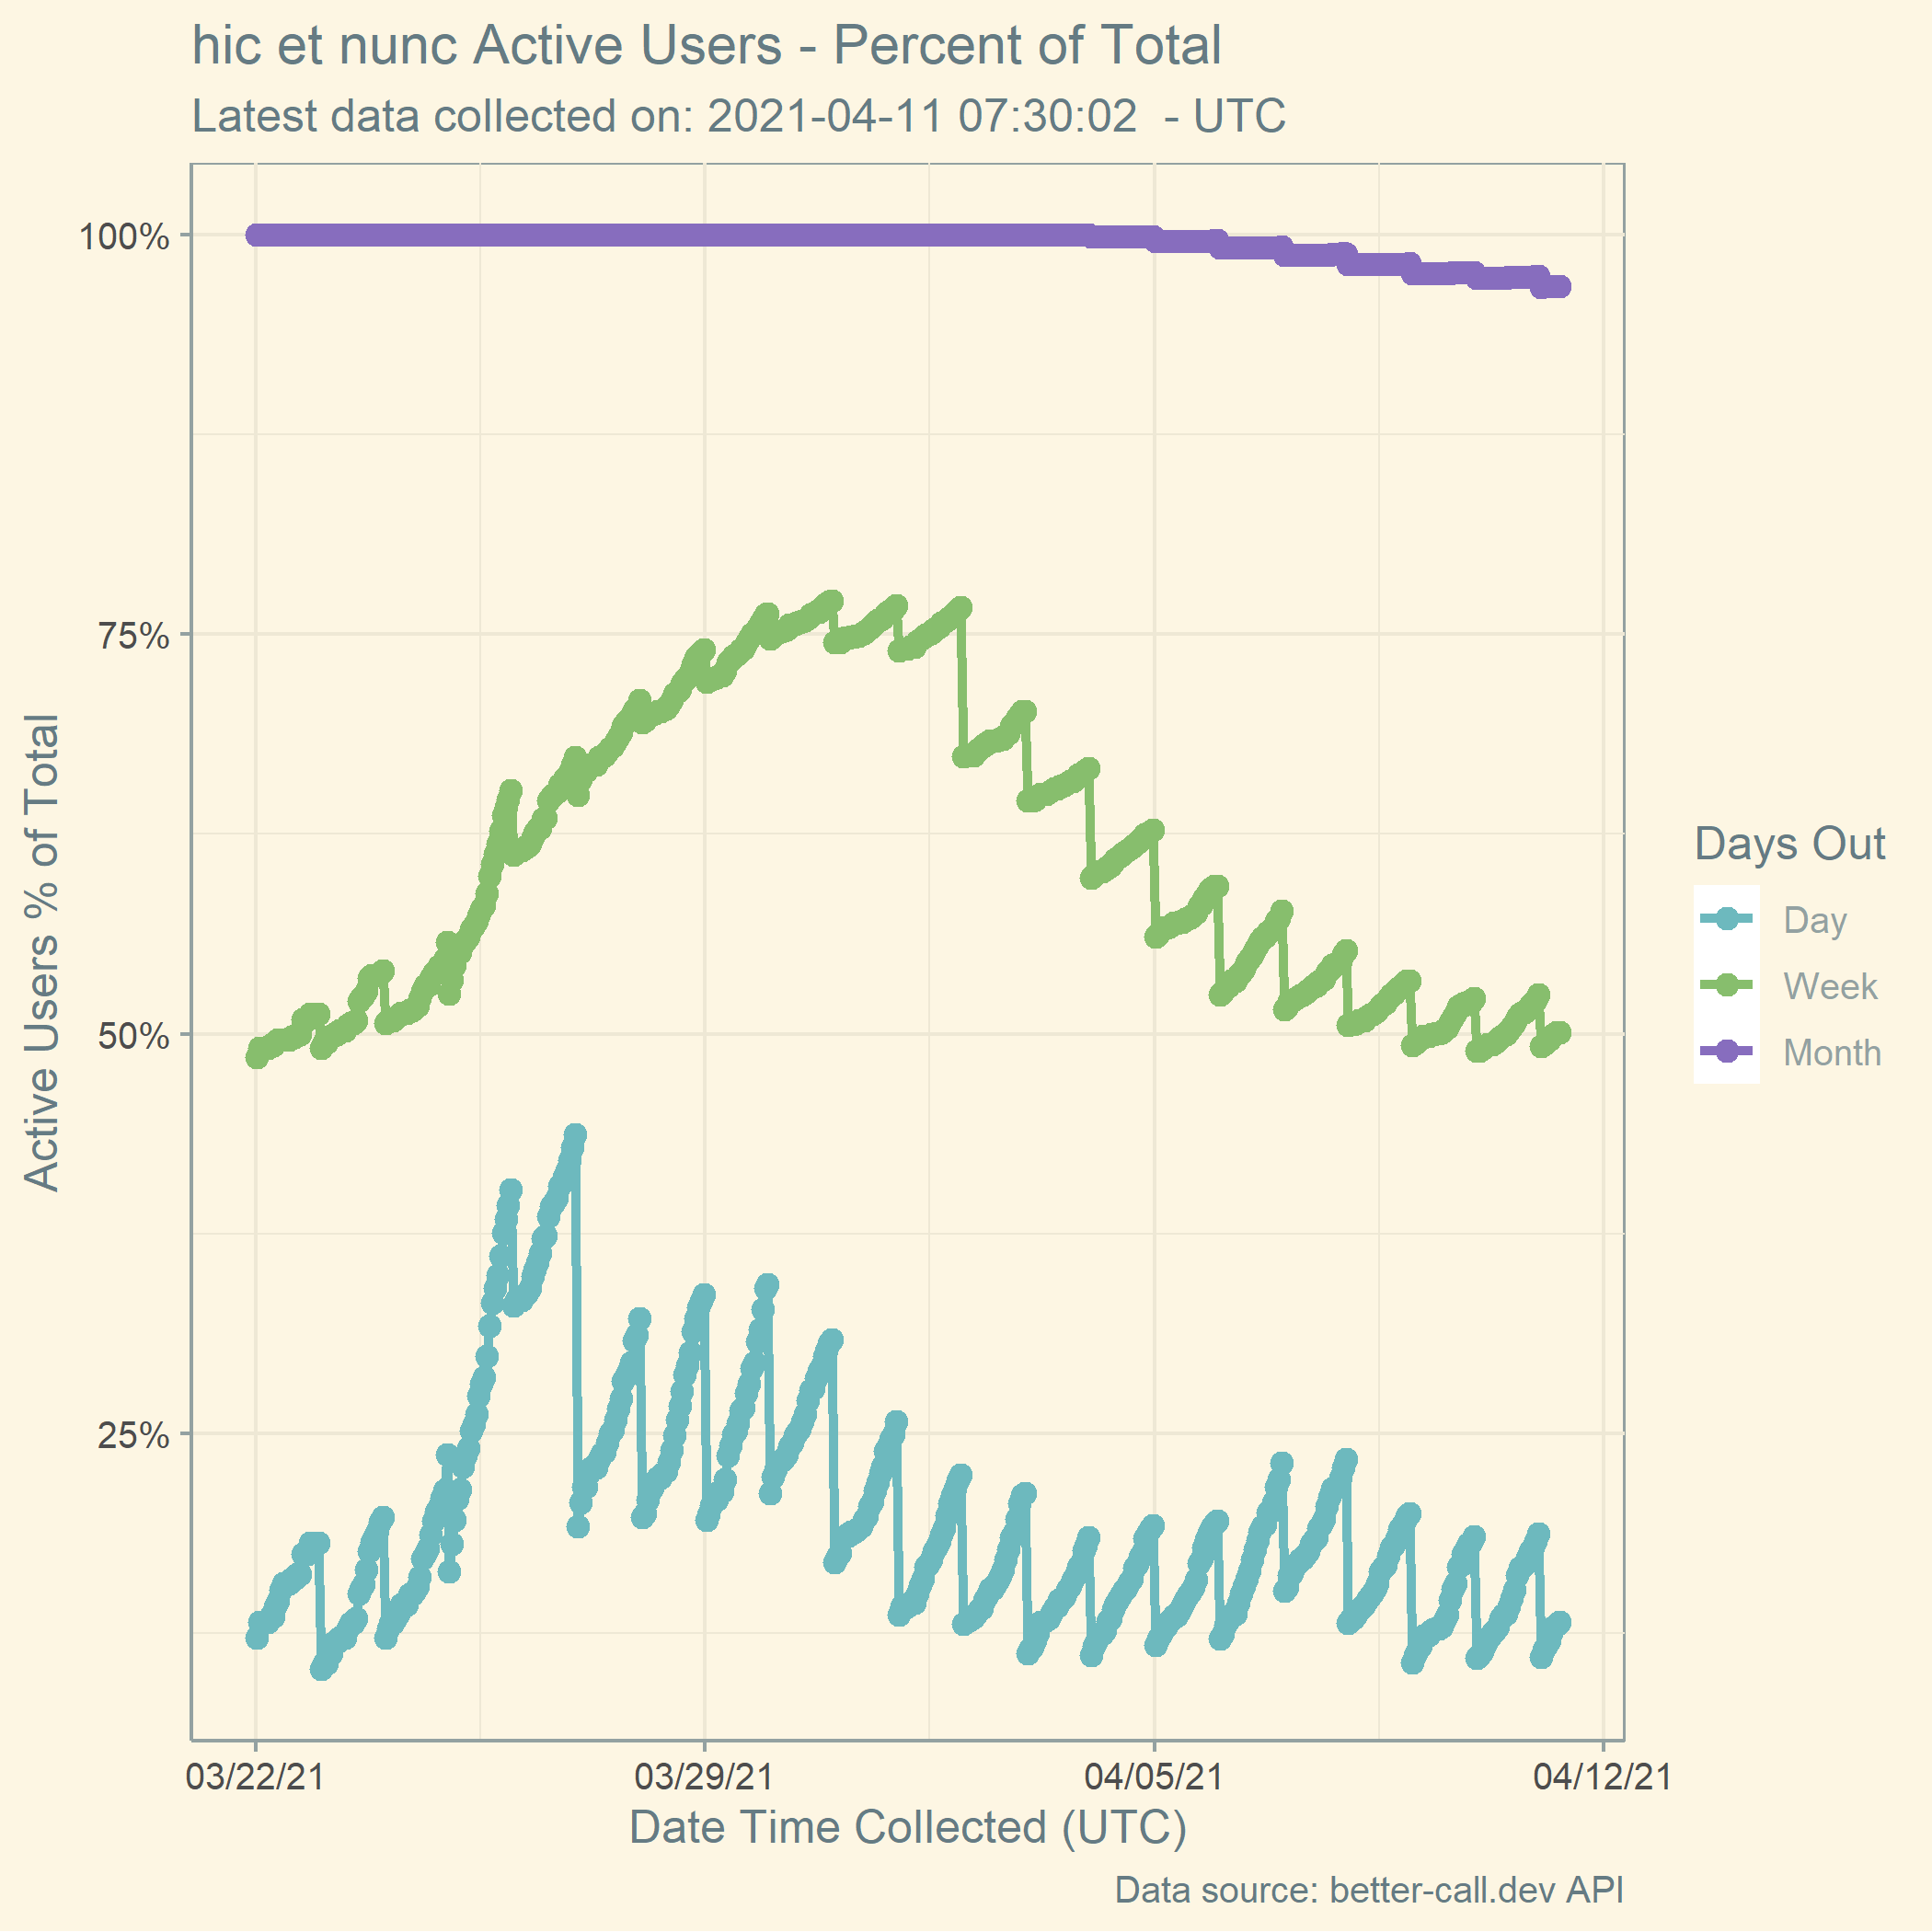 hic et nunc Active Users - Percent of Total
Latest data collected on: 2021-04-11 07:30:02  - UTC
Active Users % of Total
100%
75%
50%
25%
03/22/21 03/29/21 04/05/21 04/12/21
Date Time Collected (UTC)
Days Out
Day
Week
Month
Data source: better-call.dev API